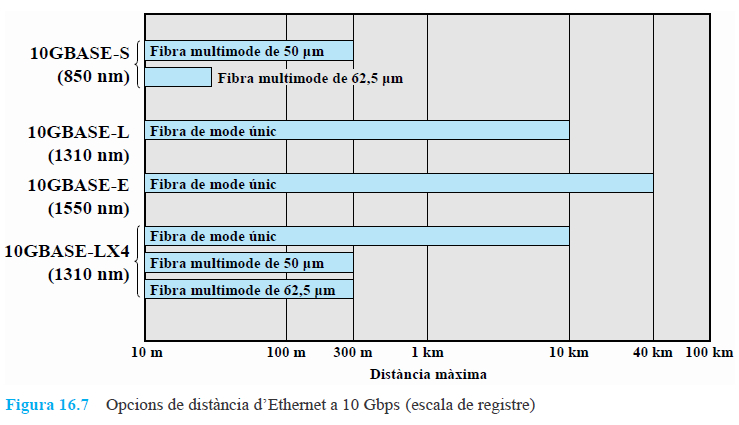 10GBASE-S
(850 nm)
Fibra multimode de 50 µm
Fibra multimode de 62,5 µm
10GBASE-L
(1310 nm)
Fibra de mode únic
10GBASE-E
(1550 nm)
Fibra de mode únic
10GBASE-LX4
(1310 nm)
Fibra de mode únic
Fibra multimode de 50 µm
Fibra multimode de 62,5 µm
10 m 100 m 300 m 1 km 10 km 40 km 100 km
Distància màxima
Figura 16.7 Opcions de distància d’Ethernet a 10 Gbps (escala de registre)